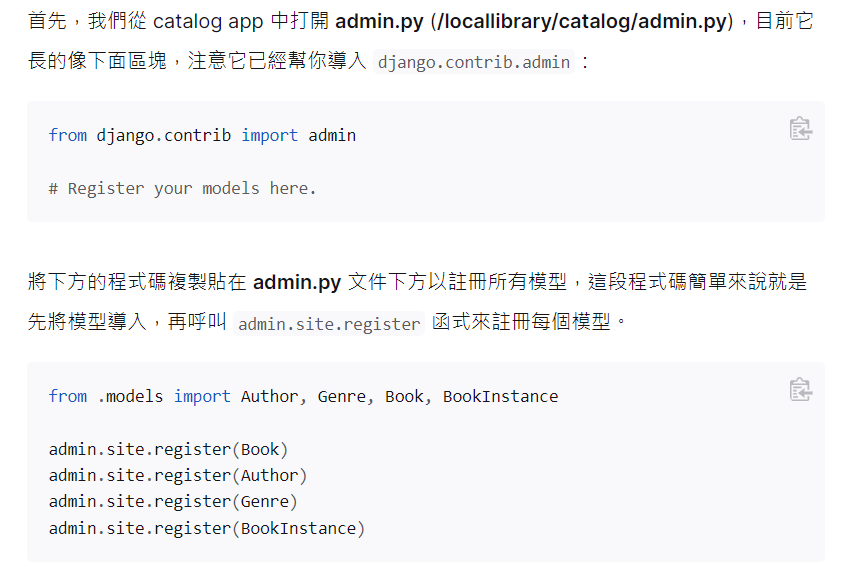 首先，我們從 catalog app 中打開 admin.py (/locallibrary/catalog/admin.py)，目前它
長的像下面區塊，注意它已經幫你導入 django.contrib.admin ：
from django.contrib import admin
# Register your models here.
將下方的程式碼複製貼在 admin.py 文件下方以註冊所有模型，這段程式碼簡單來說就是
先將模型導入，再呼叫 admin.site.register 函式來註冊每個模型。
from .models import Author, Genre, Book, BookInstance
admin.site.register(Book)
admin.site.register(Author)
admin.site.register(Genre)
admin.site.register(BookInstance)